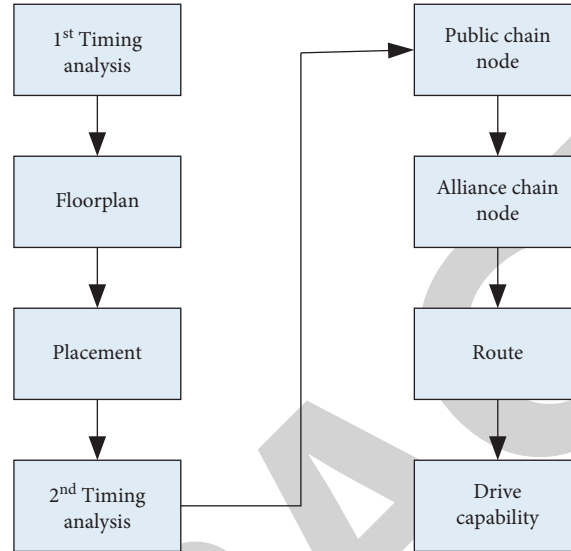 1st Timing
analysis
Floorplan
Placement
2nd Timing
analysis
Public chain
node
Alliance chain
node
Route
Drive
capability